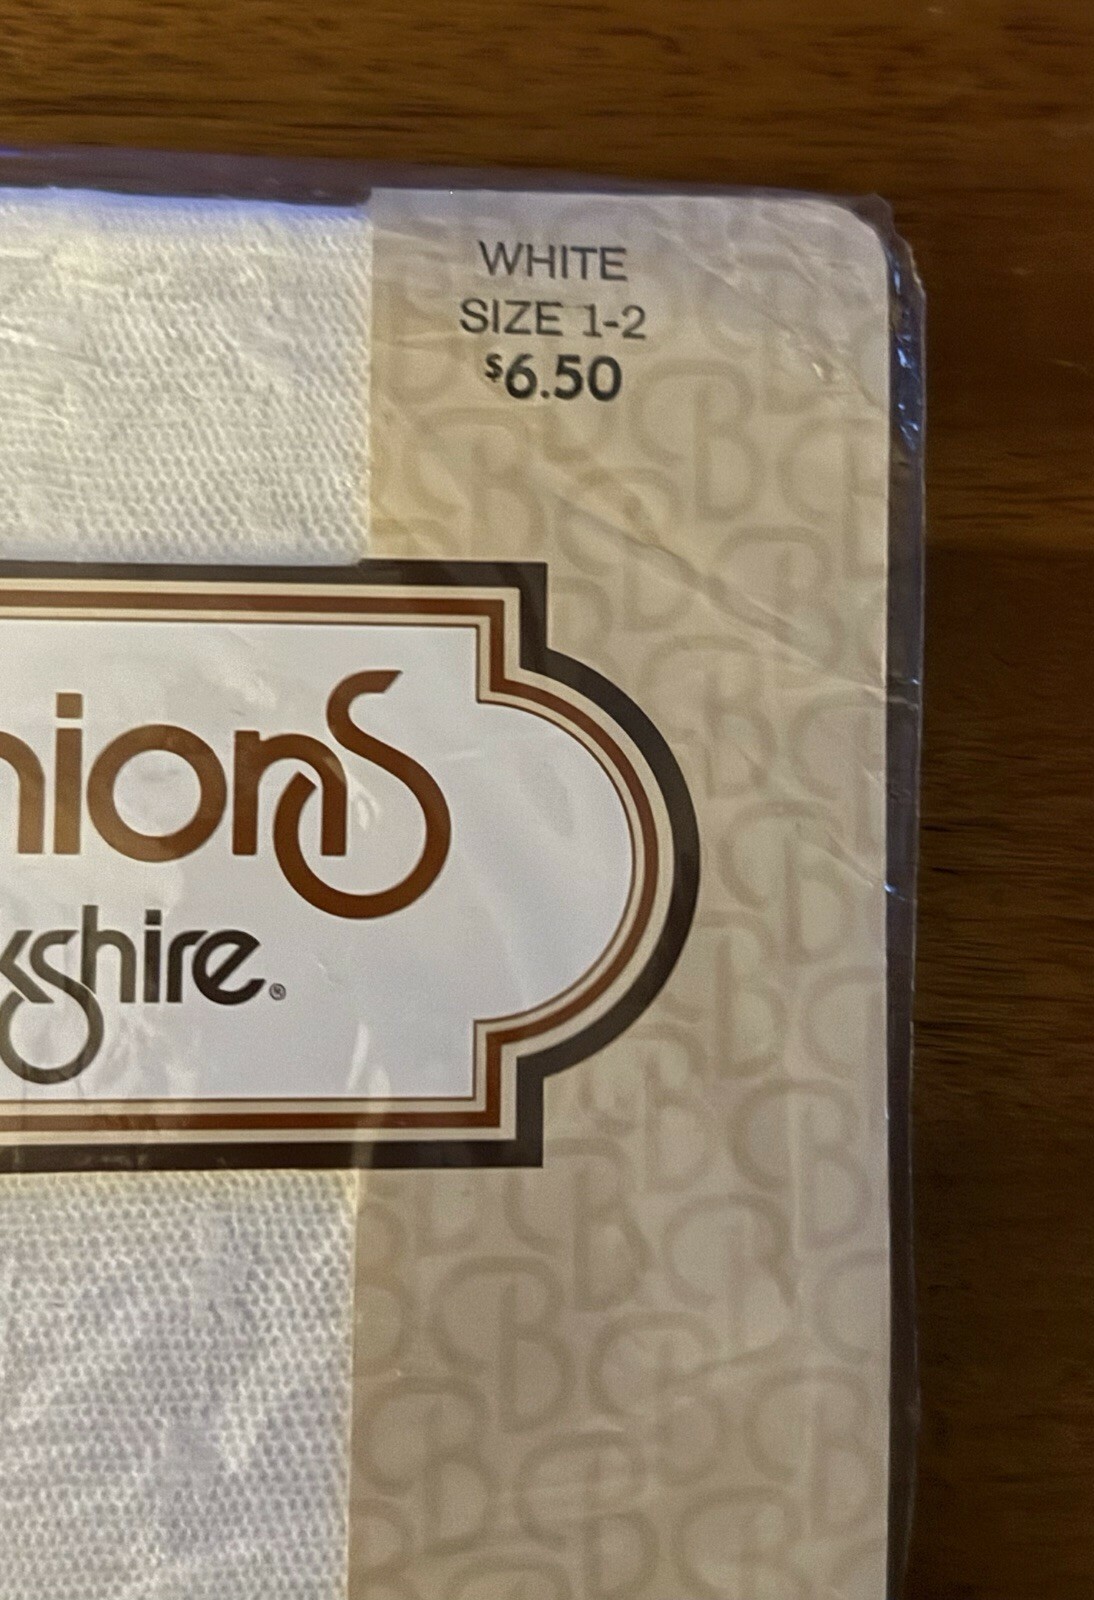 WHITE
SIZE 1-2
$6.50
nions
kshire®